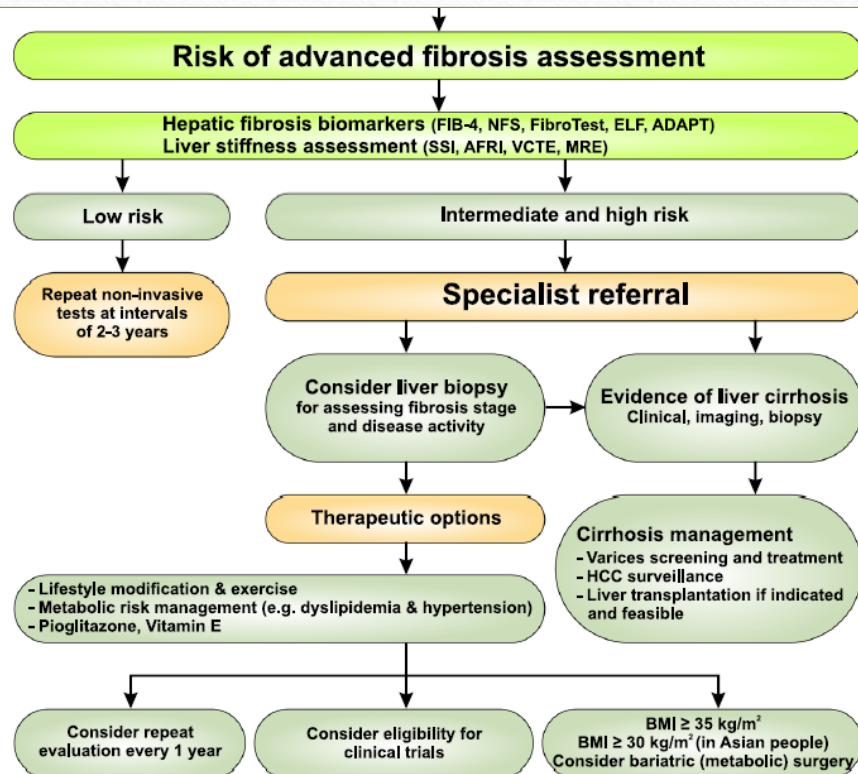 Risk of advanced fibrosis assessment
Hepatic fibrosis biomarkers (FIB-4, NFS, FibroTest, ELF, ADAPT)
Liver stiffness assessment (SSI, AFRI, VCTE, MRE)
Low risk
Intermediate and high risk
Repeat non-invasive
tests at intervals
of 2-3 years
Specialist referral
Consider liver biopsy
for assessing fibrosis stage
and disease activity
Evidence of liver cirrhosis
Clinical, imaging, biopsy
Therapeutic options
Cirrhosis management
- Varices screening and treatment
- HCC surveillance
- Liver transplantation if indicated
and feasible
- Lifestyle modification & exercise
- Metabolic risk management (e.g. dyslipidemia & hypertension)
- Pioglitazone, Vitamin E
Consider repeat
evaluation every 1 year
Consider eligibility for
clinical trials
BMI ≥ 35 kg/m²
BMI ≥ 30 kg/m² (in Asian people)
Consider bariatric (metabolic) surgery